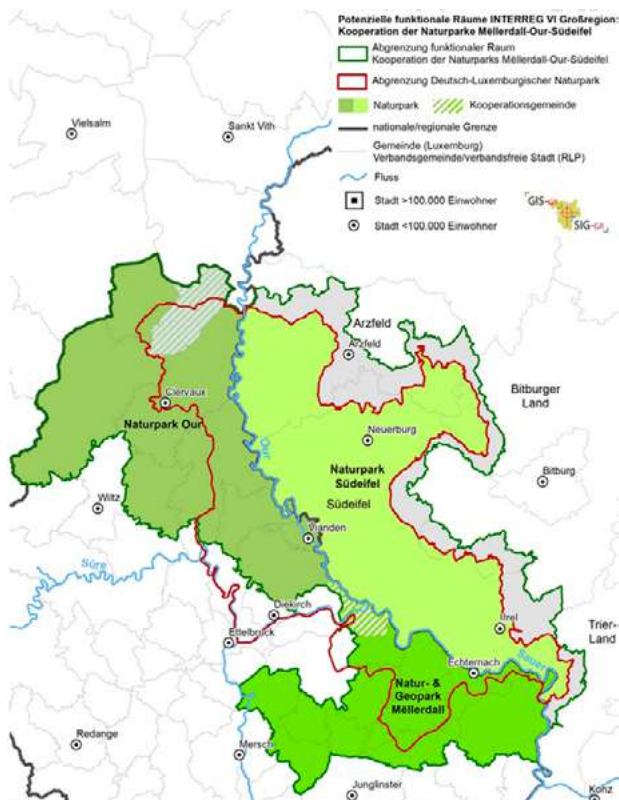 Potenzielle funktionale Räume INTERREG VI Großregion:
Kooperation der Naturparke Mëllerdall-Our-Südeifel
Abgrenzung funktionaler Raum
Kooperation der Naturparks Mëllerdall-Our-Südeifel
Abgrenzung Deutsch-Luxemburgischer Naturpark
Naturpark
Kooperationsgemeinde
nationale/regionale Grenze
Gemeinde (Luxemburg)
Verbandsgemeinde/verbandsfreie Stadt (RLP)
Fluss
Stadt >100.000 Einwohner
Stadt <100.000 Einwohner
GIS-GR
SIG-GR
Vielsalm
Sankt Vith
Arzfeld
Arzfeld
Bitburger
Land
Clervaux
Naturpark Our
Our
Neuerburg
Naturpark
Südeifel
Südeifel
Bitburg
Wiltz
Vianden
Sûre
Diekirch
Ettelbruck
Irrel
Trier-
Land
Echternach
Sauer
Natur- &
Geopark
Mëllerdall
Redange
Mersch
Junglinster
Konz